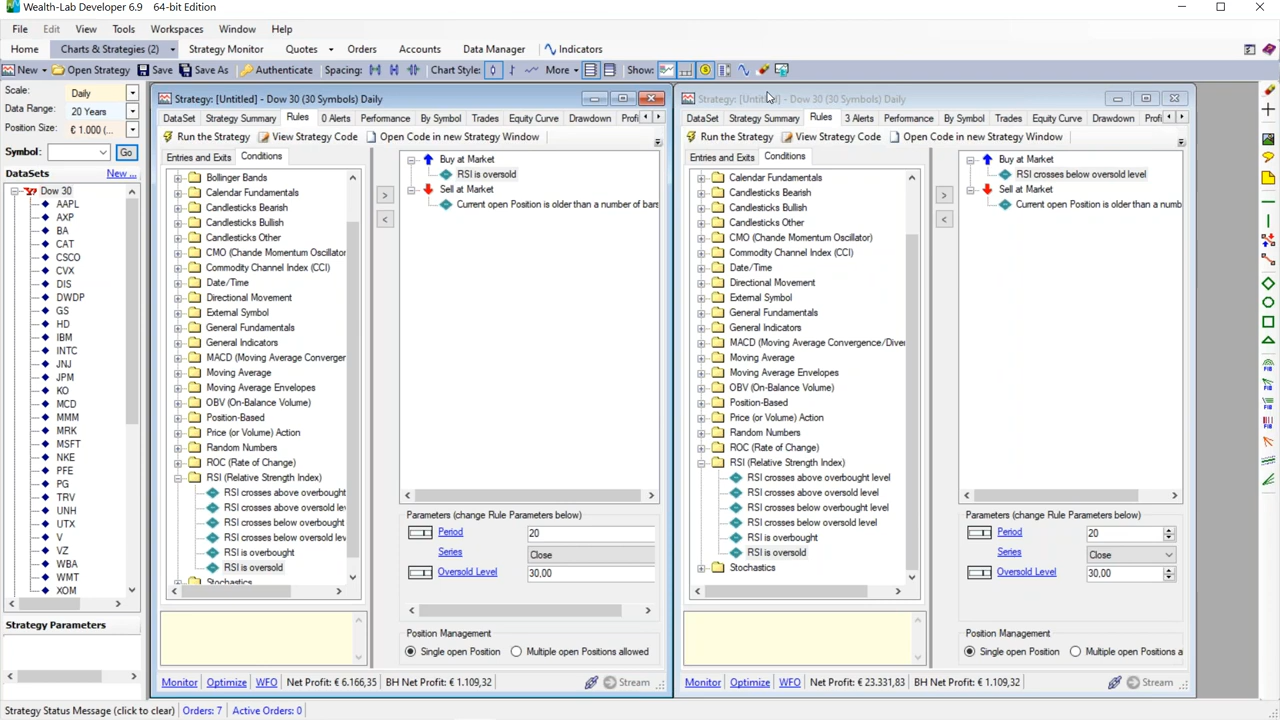 Wealth-Lab Developer 6.9 64-bit Edition
File Edit View Tools Workspaces Window Help
Home Charts & Strategies (2) Strategy Monitor Quotes Orders Accounts Data Manager Indicators
New Open Strategy Save Save As Authenticate Spacing: Chart Style: More Show:
Scale: Daily
Data Range: 20 Years
Position Size: € 1.000 (...
Symbol: Go
DataSets New ...
Dow 30
AAPL
AXP
BA
CAT
CSCO
CVX
DIS
DWDP
GS
HD
IBM
INTC
JNJ
JPM
KO
MCD
MMM
MRK
MSFT
NKE
PFE
PG
TRV
UNH
UTX
V
VZ
WBA
WMT
XOM
Strategy Parameters
Strategy: [Untitled] - Dow 30 (30 Symbols) Daily
DataSet Strategy Summary Rules 0 Alerts Performance By Symbol Trades Equity Curve Drawdown Profi
Run the Strategy View Strategy Code Open Code in new Strategy Window
Entries and Exits Conditions
Bollinger Bands
Calendar Fundamentals
Candlesticks Bearish
Candlesticks Bullish
Candlesticks Other
CMO (Chande Momentum Oscillator
Commodity Channel Index (CCI)
Date/Time
Directional Movement
External Symbol
General Fundamentals
General Indicators
MACD (Moving Average Converger
Moving Average
Moving Average Envelopes
OBV (On-Balance Volume)
Position-Based
Price (or Volume) Action
Random Numbers
ROC (Rate of Change)
RSI (Relative Strength Index)
RSI crosses above overbought
RSI crosses above oversold lev
RSI crosses below overbought
RSI crosses below oversold lev
RSI is overbought
RSI is oversold
Stochastics
Buy at Market
RSI is oversold
Sell at Market
Current open Position is older than a number of bars
Parameters (change Rule Parameters below)
Period 20
Series Close
Oversold Level 30,00
Position Management
Single open Position Multiple open Positions allowed
Monitor Optimize WFO Net Profit: € 6.166,35 BH Net Profit: € 1.109,32 Stream
Strategy: [Untitled] - Dow 30 (30 Symbols) Daily
DataSet Strategy Summary Rules 3 Alerts Performance By Symbol Trades Equity Curve Drawdown Profi
Run the Strategy View Strategy Code Open Code in new Strategy Window
Entries and Exits Conditions
Calendar Fundamentals
Candlesticks Bearish
Candlesticks Bullish
Candlesticks Other
CMO (Chande Momentum Oscillator)
Commodity Channel Index (CCI)
Date/Time
Directional Movement
External Symbol
General Fundamentals
General Indicators
MACD (Moving Average Convergence/Diver
Moving Average
Moving Average Envelopes
OBV (On-Balance Volume)
Position-Based
Price (or Volume) Action
Random Numbers
ROC (Rate of Change)
RSI (Relative Strength Index)
RSI crosses above overbought level
RSI crosses above oversold level
RSI crosses below overbought level
RSI crosses below oversold level
RSI is overbought
RSI is oversold
Stochastics
Buy at Market
RSI crosses below oversold level
Sell at Market
Current open Position is older than a numb
Parameters (change Rule Parameters below)
Period 20
Series Close
Oversold Level 30,00
Position Management
Single open Position Multiple open Positions a
Monitor Optimize WFO Net Profit: € 23.331,83 BH Net Profit: € 1.109,32 Stream
Strategy Status Message (click to clear) Orders: 7 Active Orders: 0
FIB
FIB
FIB
FIB